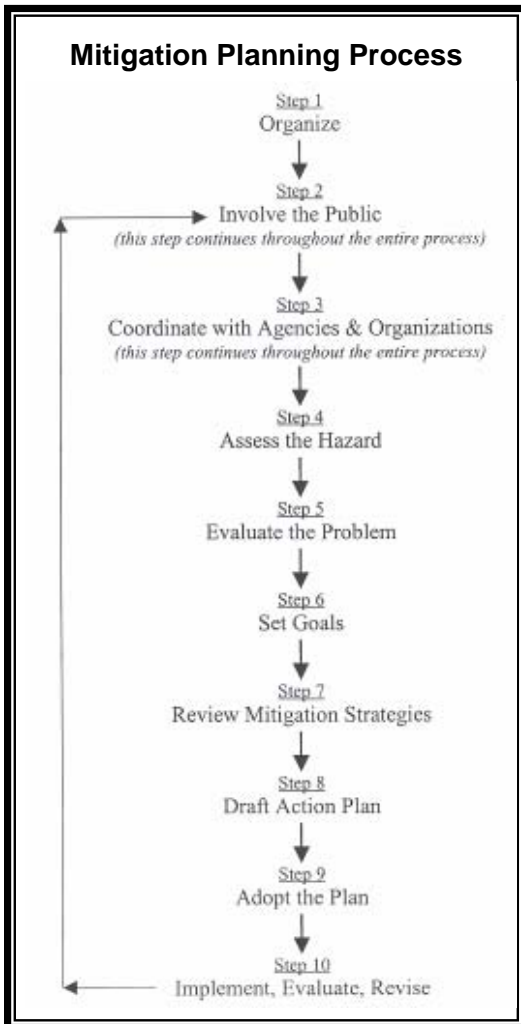 Mitigation Planning Process
Step 1
Organize
Step 2
Involve the Public
(this step continues throughout the entire process)
Step 3
Coordinate with Agencies & Organizations
(this step continues throughout the entire process)
Step 4
Assess the Hazard
Step 5
Evaluate the Problem
Step 6
Set Goals
Step 7
Review Mitigation Strategies
Step 8
Draft Action Plan
Step 9
Adopt the Plan
Step 10
Implement, Evaluate, Revise